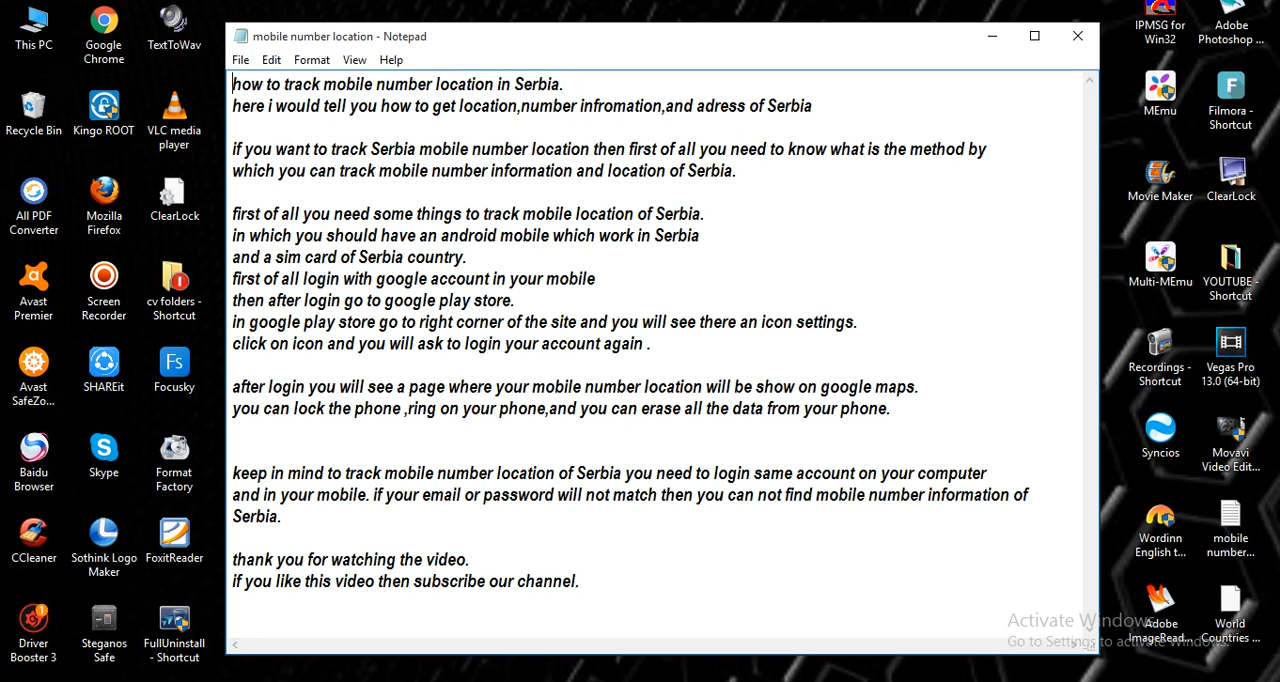 This PC
Google
Chrome
TextToWav
Recycle Bin
Kingo ROOT
VLC media
player
All PDF
Converter
Mozilla
Firefox
ClearLock
Avast
Premier
Screen
Recorder
cv folders -
Shortcut
Avast
SafeZo...
SHAREit
Focusky
Baidu
Browser
Skype
Format
Factory
CCleaner
Sothink Logo
Maker
FoxitReader
Driver
Booster 3
Steganos
Safe
FullUninstall
- Shortcut
mobile number location - Notepad
File Edit Format View Help
how to track mobile number location in Serbia.
here i would tell you how to get location,number infromation,and adress of Serbia
if you want to track Serbia mobile number location then first of all you need to know what is the method by
which you can track mobile number information and location of Serbia.
first of all you need some things to track mobile location of Serbia.
in which you should have an android mobile which work in Serbia
and a sim card of Serbia country.
first of all login with google account in your mobile
then after login go to google play store.
in google play store go to right corner of the site and you will see there an icon settings.
click on icon and you will ask to login your account again .
after login you will see a page where your mobile number location will be show on google maps.
you can lock the phone ,ring on your phone,and you can erase all the data from your phone.
keep in mind to track mobile number location of Serbia you need to login same account on your computer
and in your mobile. if your email or password will not match then you can not find mobile number information of
Serbia.
thank you for watching the video.
if you like this video then subscribe our channel.
IPMSG for
Win32
Adobe
Photoshop ...
MEmu
Filmora -
Shortcut
Movie Maker
ClearLock
Multi-MEmu
YOUTUBE -
Shortcut
Recordings -
Shortcut
Vegas Pro
13.0 (64-bit)
Syncios
Movavi
Video Edit...
Wordinn
English t...
mobile
number...
Adobe
ImageRead...
World
Countries ...
Activate Windows
Go to Settings to activate Windows.